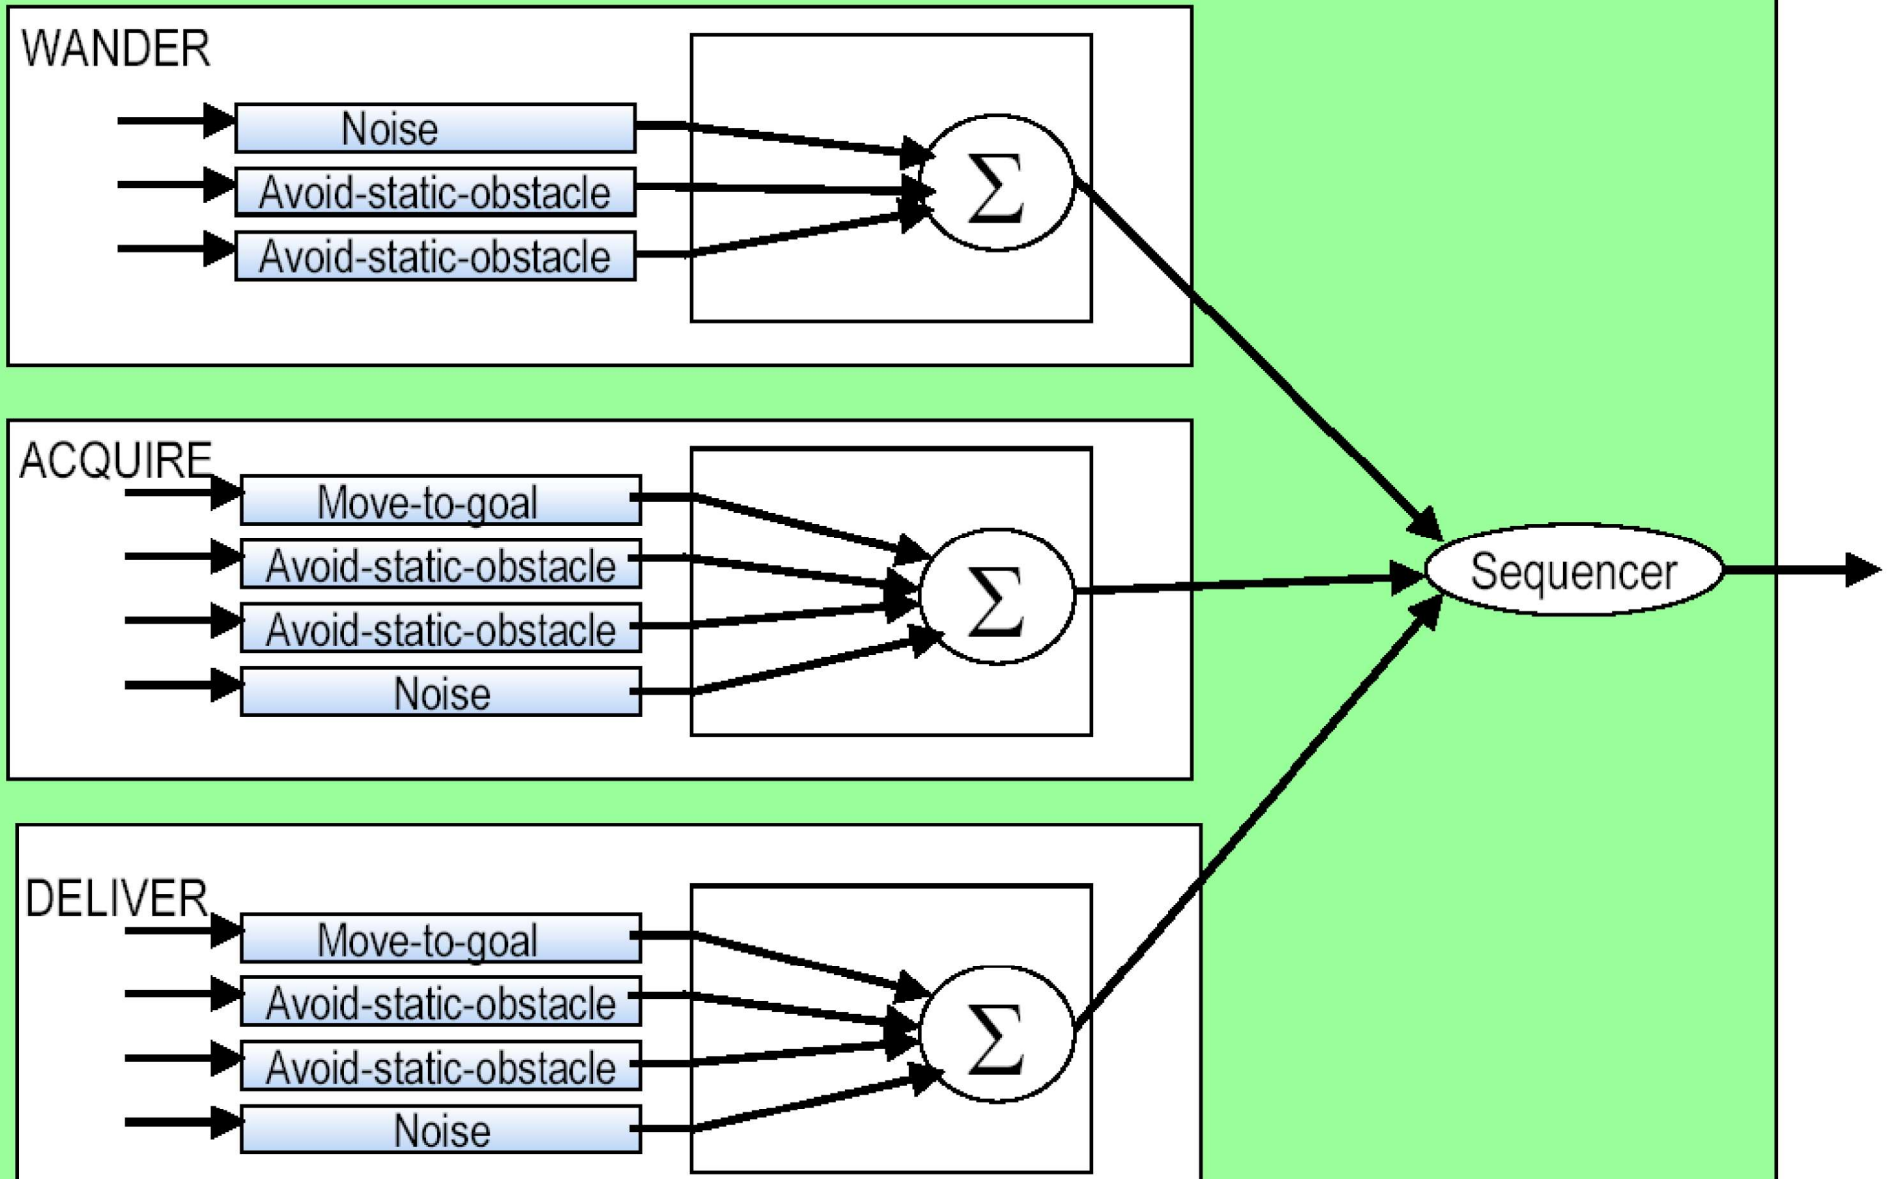 WANDER
Noise
Avoid-static-obstacle
Avoid-static-obstacle
Σ
ACQUIRE
Move-to-goal
Avoid-static-obstacle
Avoid-static-obstacle
Noise
Σ
Sequencer
DELIVER
Move-to-goal
Avoid-static-obstacle
Avoid-static-obstacle
Noise
Σ